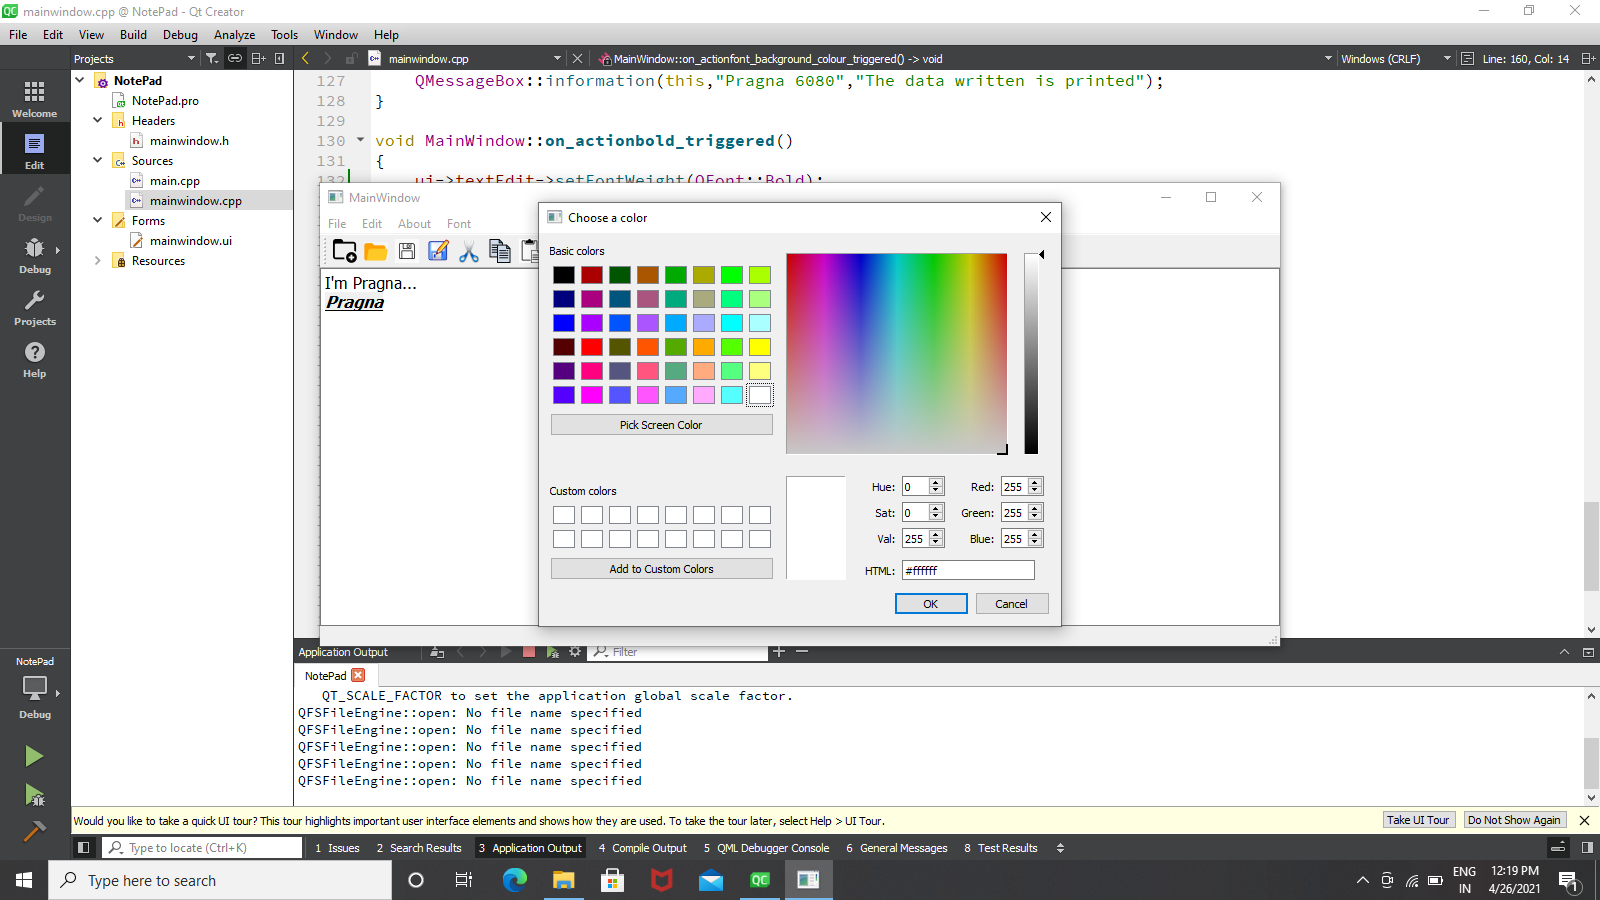 mainwindow.cpp @ NotePad - Qt Creator
File Edit View Build Debug Analyze Tools Window Help
Projects
mainwindow.cpp
MainWindow::on_actionfont_background_colour_triggered() -> void
Windows (CRLF)
Line: 160, Col: 14
Welcome
Edit
Design
Debug
Projects
Help
NotePad
NotePad.pro
Headers
mainwindow.h
Sources
main.cpp
mainwindow.cpp
Forms
mainwindow.ui
Resources
127 QMessageBox::information(this,"Pragna 6080","The data written is printed");
128 }
129
130 void MainWindow::on_actionbold_triggered()
131 {
132 ui->textEdit->setFontWeight(QFont::Bold);
MainWindow
File Edit About Font
I'm Pragna...
Pragna
Choose a color
Basic colors
Pick Screen Color
Custom colors
Add to Custom Colors
Hue: 0 Red: 255
Sat: 0 Green: 255
Val: 255 Blue: 255
HTML: #ffffff
OK Cancel
Application Output
Filter
NotePad
QT_SCALE_FACTOR to set the application global scale factor.
QFSFileEngine::open: No file name specified
QFSFileEngine::open: No file name specified
QFSFileEngine::open: No file name specified
QFSFileEngine::open: No file name specified
QFSFileEngine::open: No file name specified
NotePad
Debug
Would you like to take a quick UI tour? This tour highlights important user interface elements and shows how they are used. To take the tour later, select Help > UI Tour.
Take UI Tour
Do Not Show Again
Type to locate (Ctrl+K)
1 Issues 2 Search Results 3 Application Output 4 Compile Output 5 QML Debugger Console 6 General Messages 8 Test Results
Type here to search
QC
ENG
IN
12:19 PM
4/26/2021
1